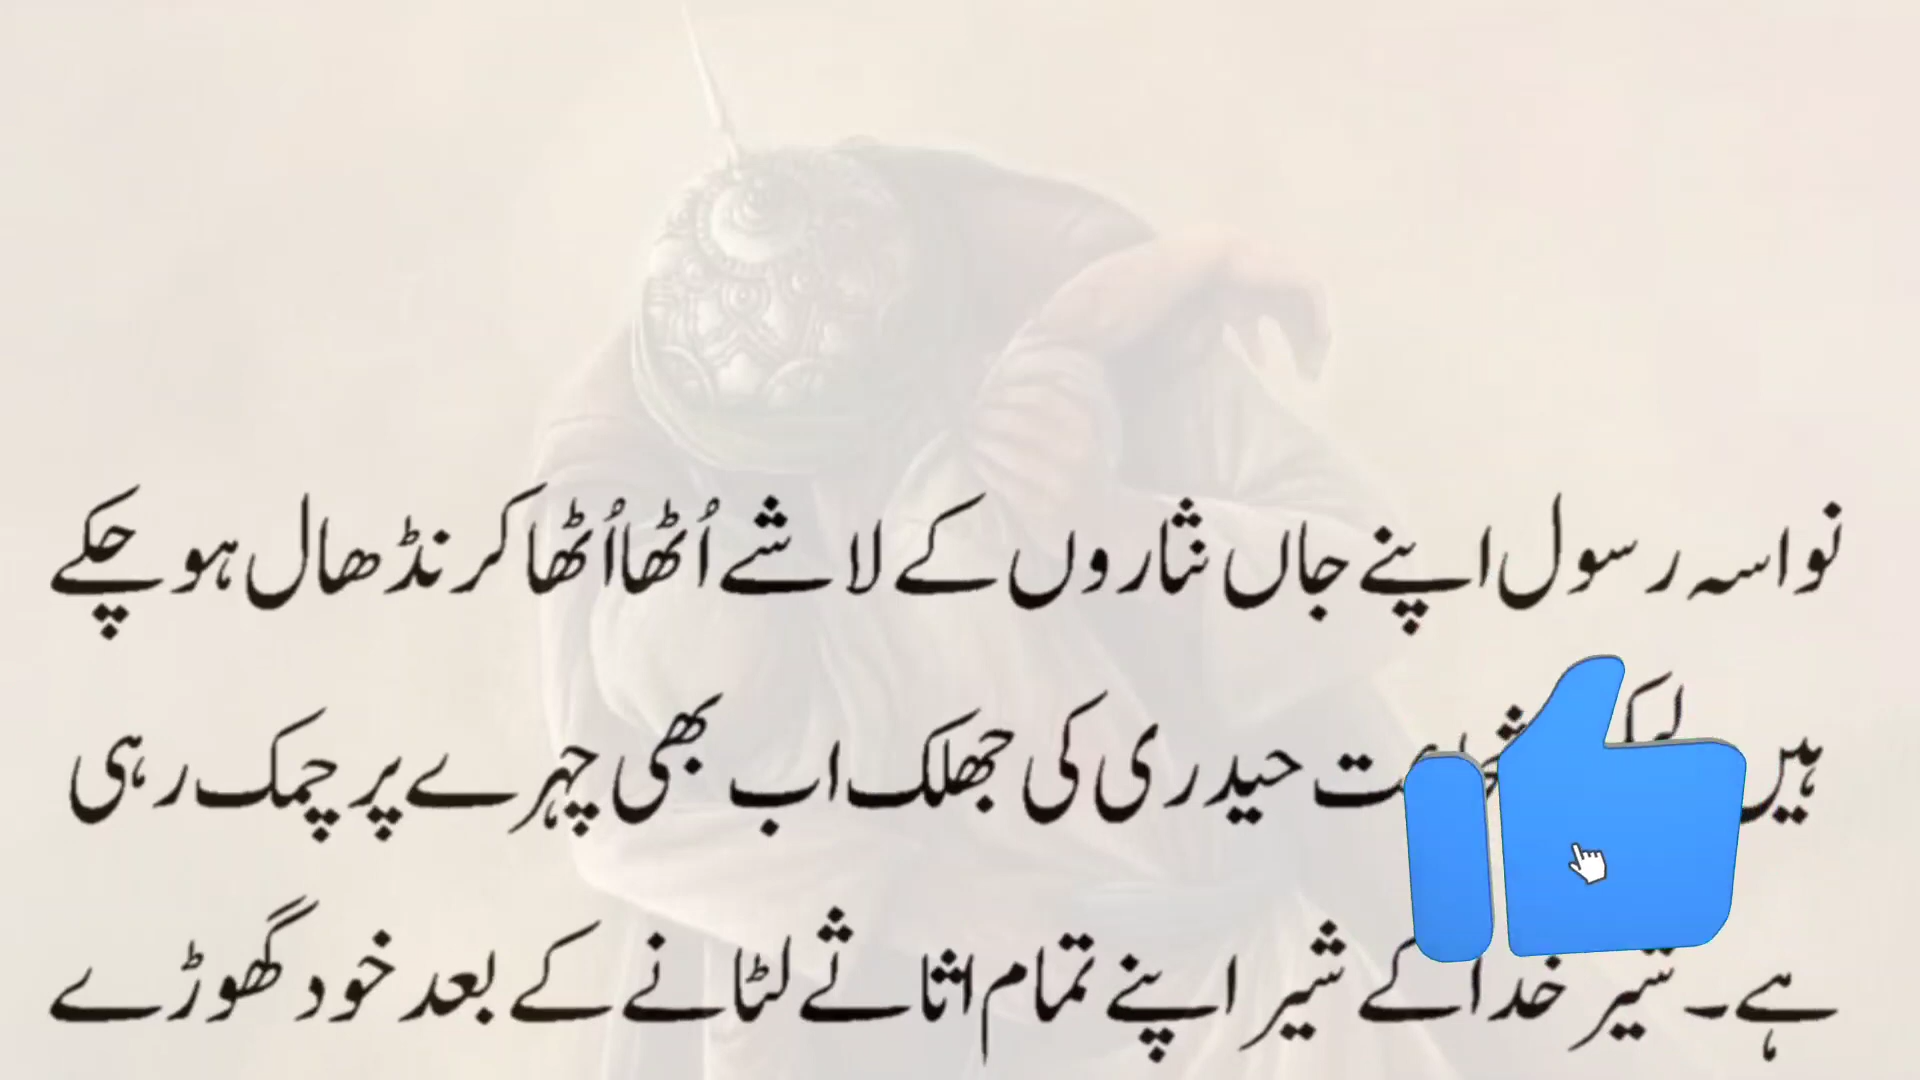 نواسہ رسول اپنے جاں نثاروں کے لاشے اُٹھا اُٹھا کر نڈھال ہو چکے
ہیں حیدری کی جھلک اب بھی چہرے پر چمک رہی
ہے۔ شیر خدا کے شیر اپنے تمام اثاثے لٹانے کے بعد خود گھوڑے